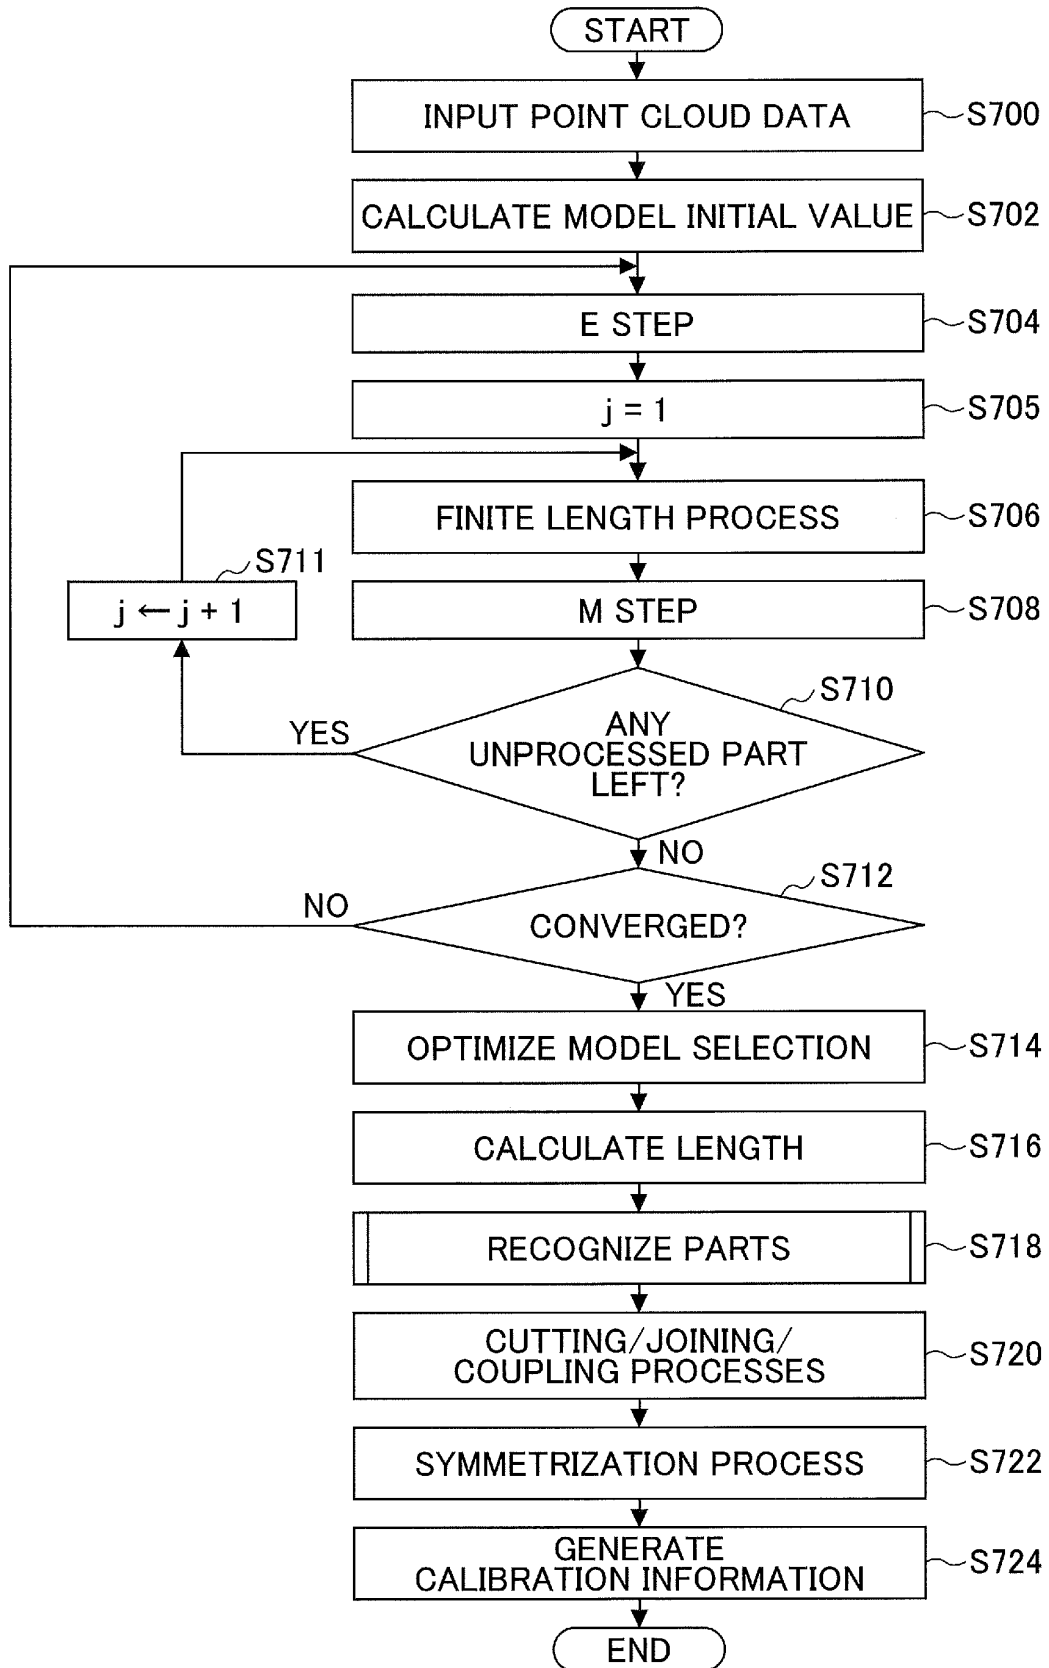 START
INPUT POINT CLOUD DATA
S700
CALCULATE MODEL INITIAL VALUE
S702
E STEP
S704
j = 1
S705
FINITE LENGTH PROCESS
S706
S711
j ← j + 1
M STEP
S708
S710
YES
ANY
UNPROCESSED PART
LEFT?
NO
S712
NO
CONVERGED?
YES
OPTIMIZE MODEL SELECTION
S714
CALCULATE LENGTH
S716
RECOGNIZE PARTS
S718
CUTTING/JOINING/
COUPLING PROCESSES
S720
SYMMETRIZATION PROCESS
S722
GENERATE
CALIBRATION INFORMATION
S724
END